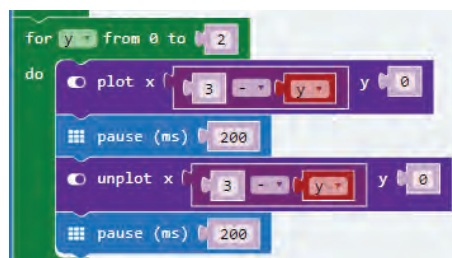 for y from 0 to 2
do
plot x 3 - y y 0
pause (ms) 200
unplot x 3 - y y 0
pause (ms) 200